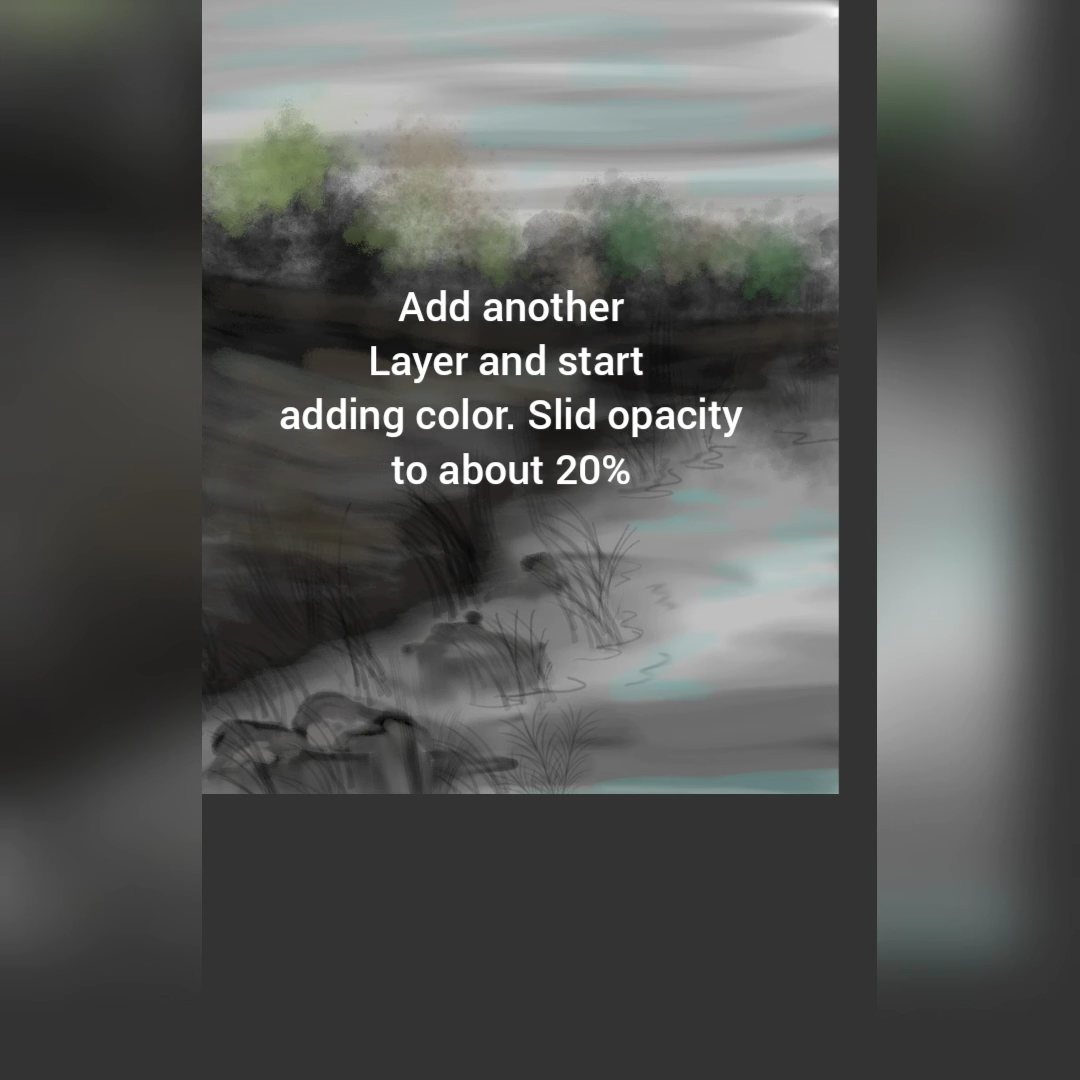 Add another
Layer and start
adding color. Slid opacity
to about 20%